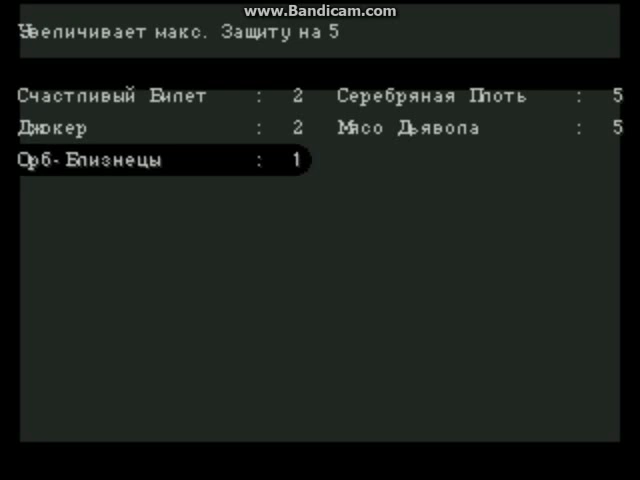 www.Bandicam.com
Увеличивает макс. Защиту на 5
Счастливый Билет : 2 Серебряная Плоть : 5
Джокер : 2 Мясо Дьявола : 5
Орб-Близнецы : 1